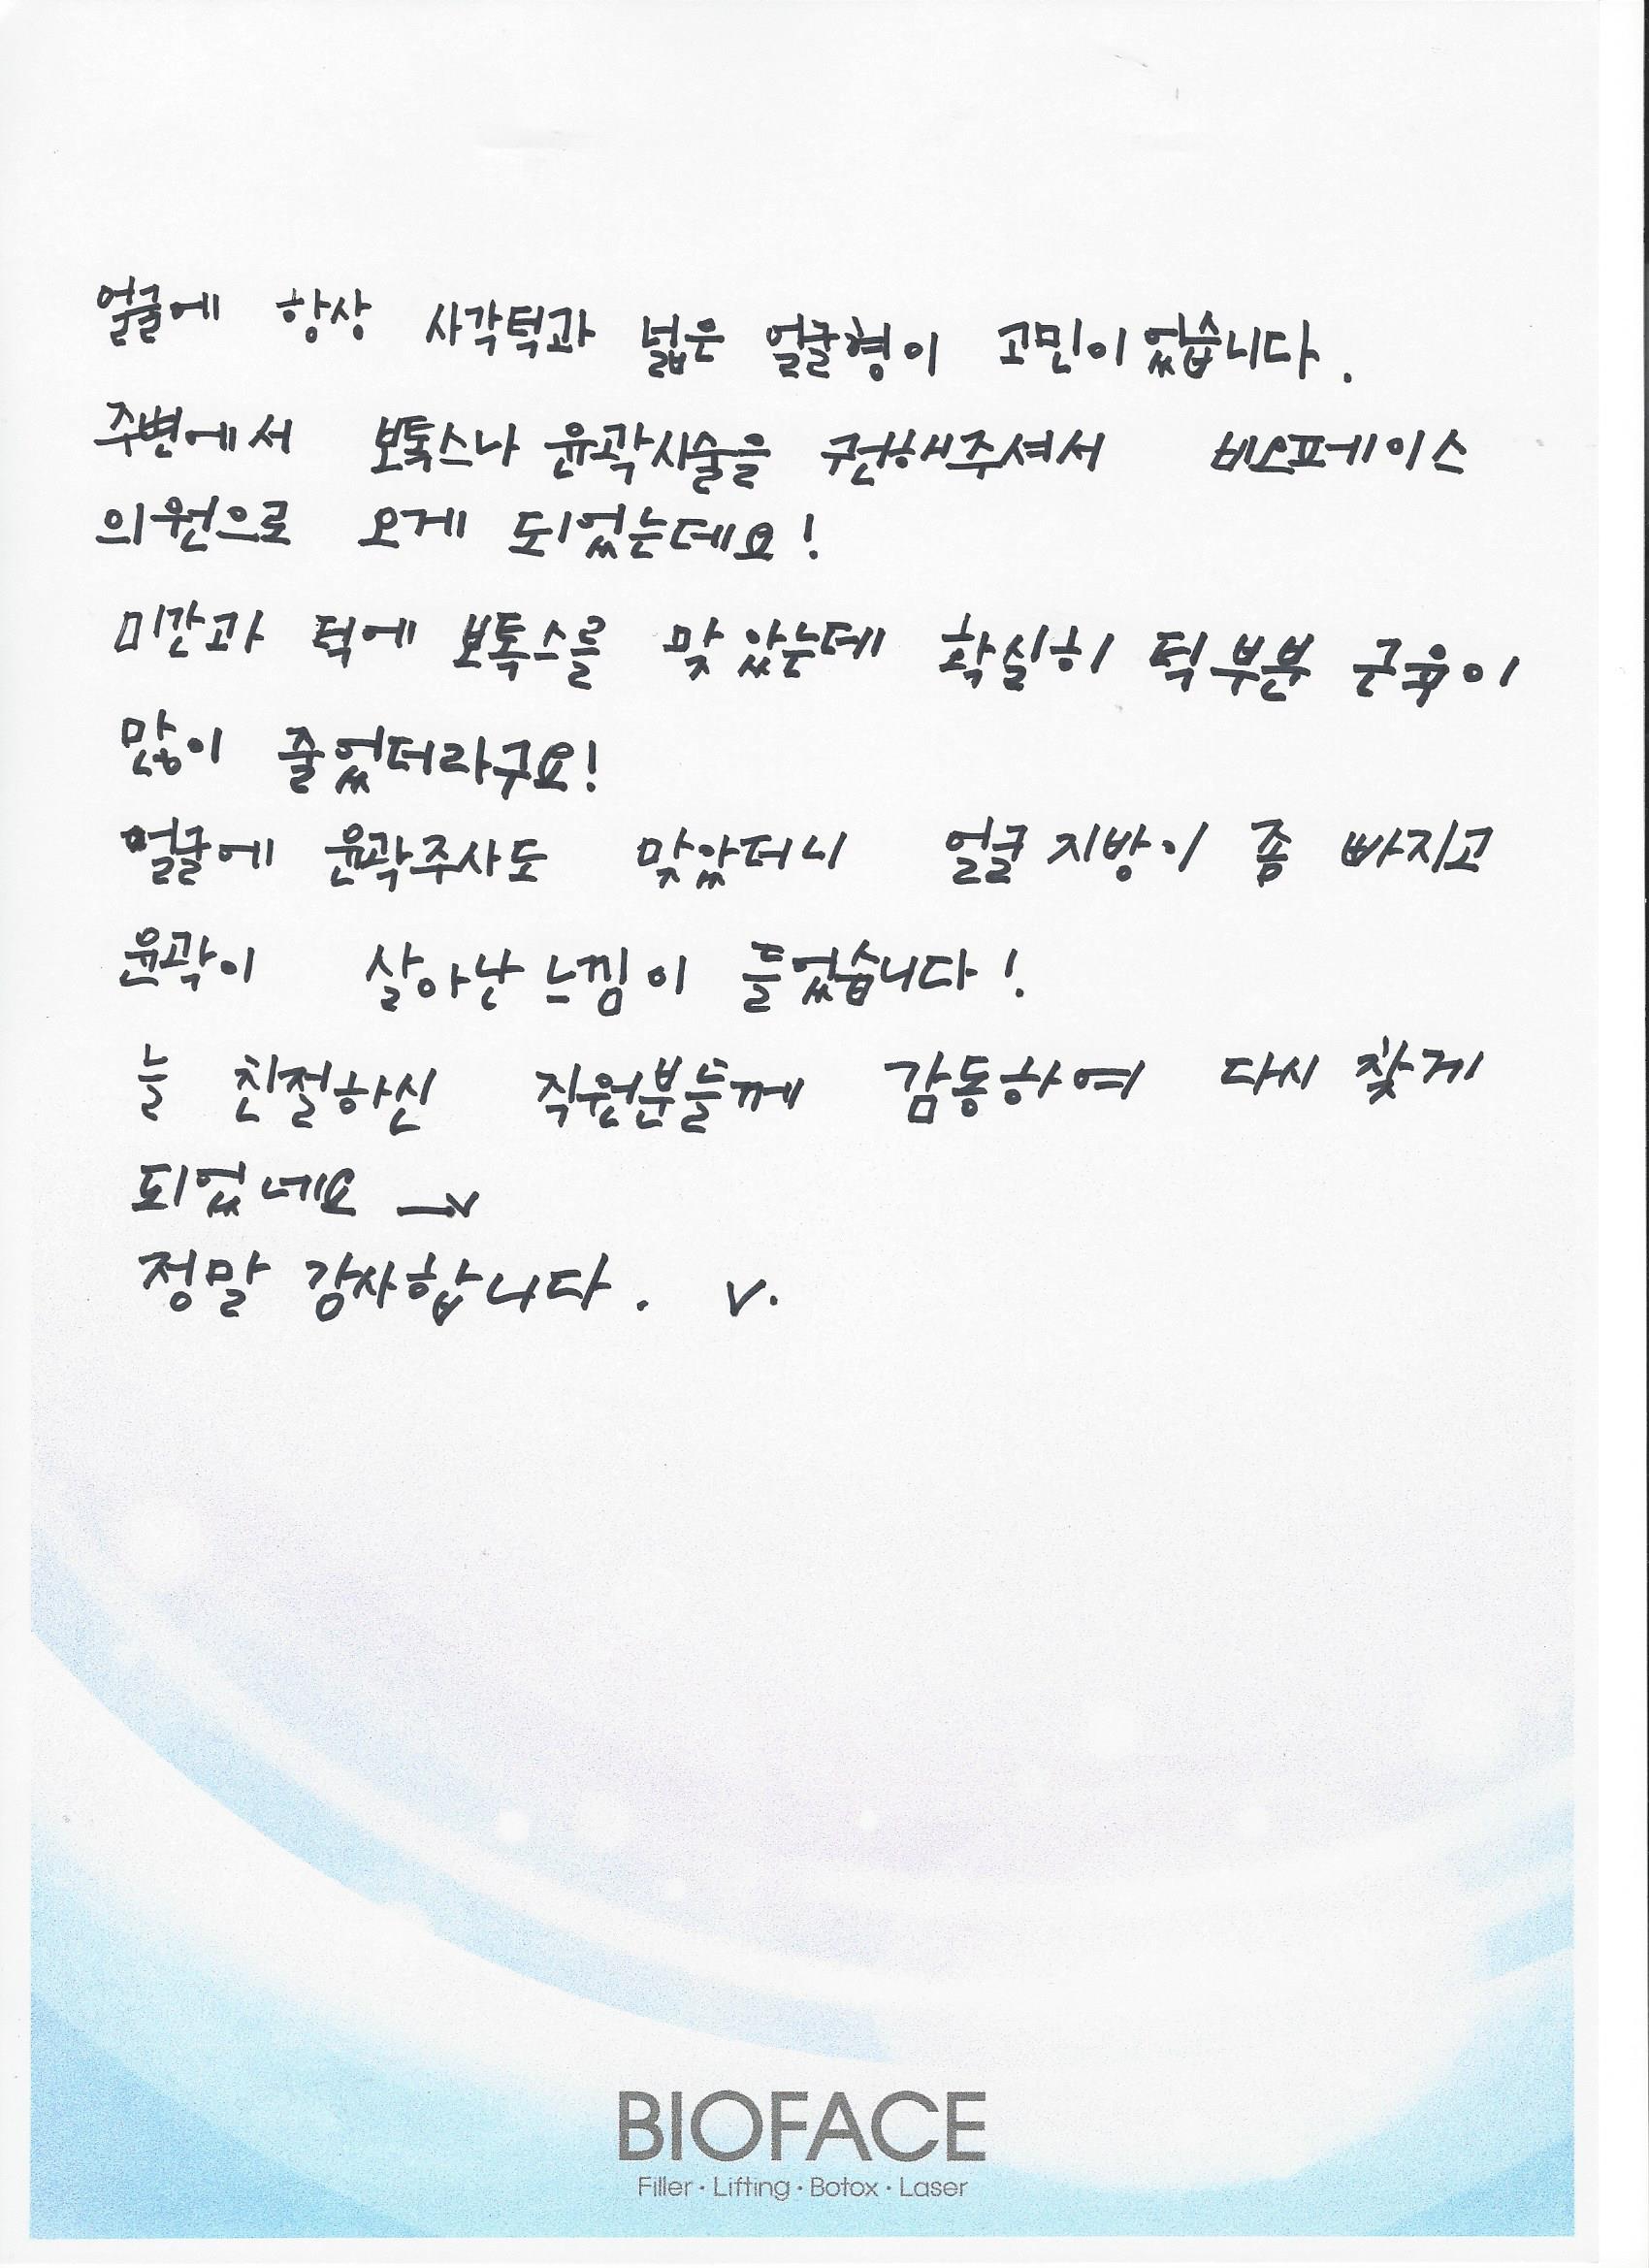 얼굴에 항상 사각턱과 넓은 얼굴형이 고민이었습니다.
주변에서 보톡스나 윤곽시술을 권해주셔서 비오페이스
의원으로 오게 되었는데요!
미간과 턱에 보톡스를 맞았는데 확실히 턱부분 근육이
많이 줄었더라구요!
얼굴에 윤곽주사도 맞았더니 얼굴지방이 좀 빠지고
윤곽이 살아난 느낌이 들었습니다!
늘 친절하신 직원분들께 감동하여 다시 찾게
되었네요
정말 감사합니다. V.
BIOFACE
Filler · Lifting · Botox · Laser